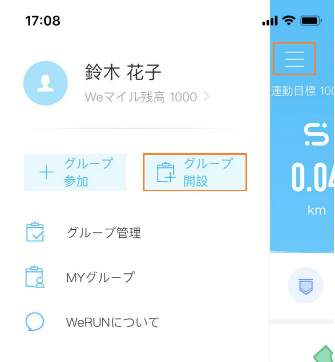 17:08
鈴木 花子
Weマイル残高 1000
グループ
参加
グループ
開設
グループ管理
MYグループ
WeRUNについて
運動目標 100
0.04
km